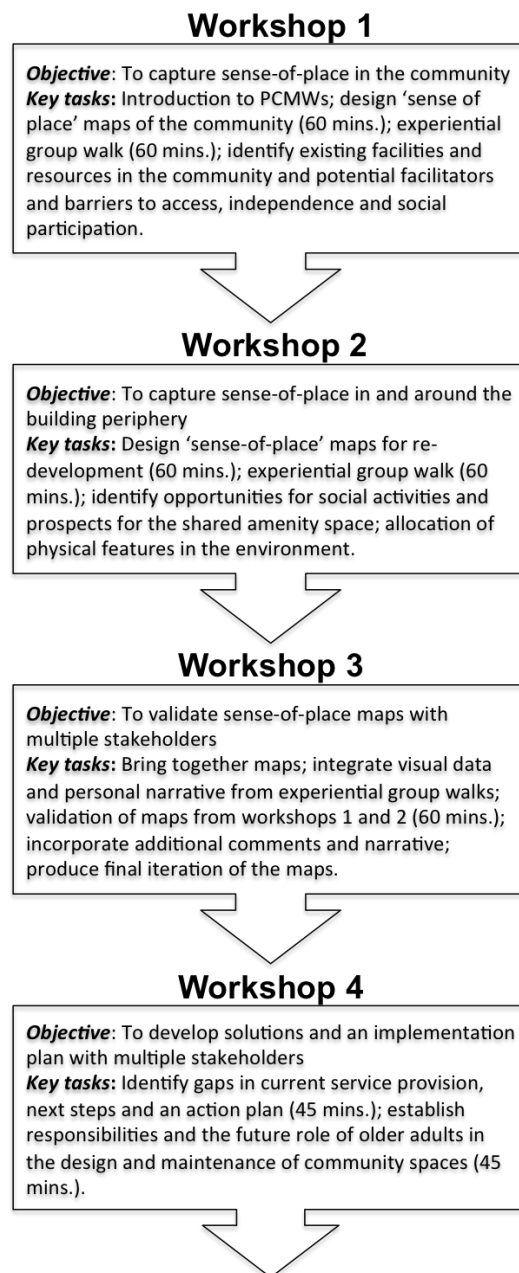 Workshop 1
Objective: To capture sense-of-place in the community
Key tasks: Introduction to PCMWs; design ‘sense of
place’ maps of the community (60 mins.); experiential
group walk (60 mins.); identify existing facilities and
resources in the community and potential facilitators
and barriers to access, independence and social
participation.
Workshop 2
Objective: To capture sense-of-place in and around the
building periphery
Key tasks: Design ‘sense-of-place’ maps for re-
development (60 mins.); experiential group walk (60
mins.); identify opportunities for social activities and
prospects for the shared amenity space; allocation of
physical features in the environment.
Workshop 3
Objective: To validate sense-of-place maps with
multiple stakeholders
Key tasks: Bring together maps; integrate visual data
and personal narrative from experiential group walks;
validation of maps from workshops 1 and 2 (60 mins.);
incorporate additional comments and narrative;
produce final iteration of the maps.
Workshop 4
Objective: To develop solutions and an implementation
plan with multiple stakeholders
Key tasks: Identify gaps in current service provision,
next steps and an action plan (45 mins.); establish
responsibilities and the future role of older adults in
the design and maintenance of community spaces (45
mins.).